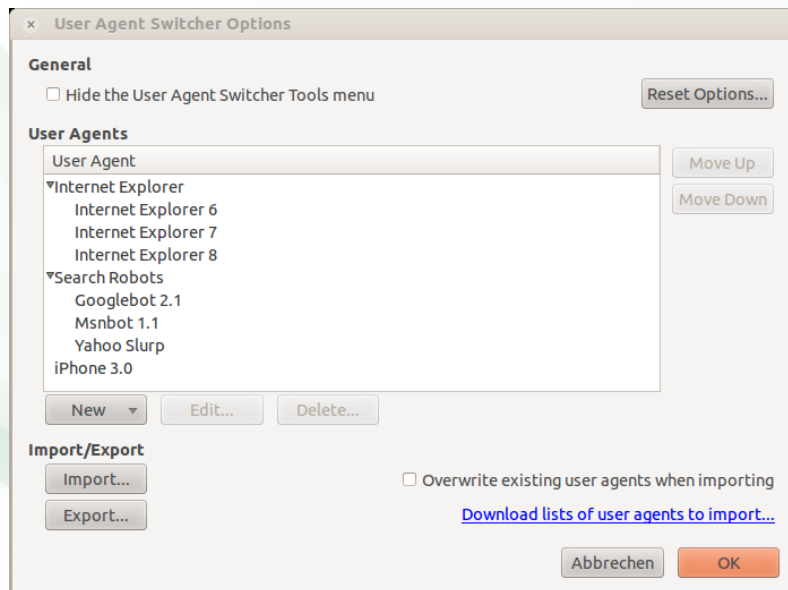 User Agent Switcher Options
General
Hide the User Agent Switcher Tools menu
Reset Options...
User Agents
User Agent
Move Up
Internet Explorer
Move Down
Internet Explorer 6
Internet Explorer 7
Internet Explorer 8
Search Robots
Googlebot 2.1
Msnbot 1.1
Yahoo Slurp
iPhone 3.0
New
Edit...
Delete...
Import/Export
Import...
Overwrite existing user agents when importing
Export...
Download lists of user agents to import...
Abbrechen
OK